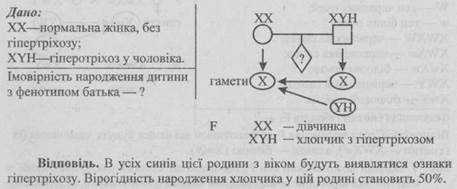 Дано:
XX—нормальна жінка, без
гіпертріхозу;
XYH—гіперотріхоз у чоловіка.
Імовірність народження дитини
з фенотипом батька — ?
XX XYH
?
гамети X X
YH
F XX — дівчинка
XYH — хлопчик з гіпертріхізом
Відповідь. В усіх синів цієї родини з віком будуть виявлятися ознаки
гіпертріхозу. Вірогідність народження хлопчика у цій родині становить 50%.